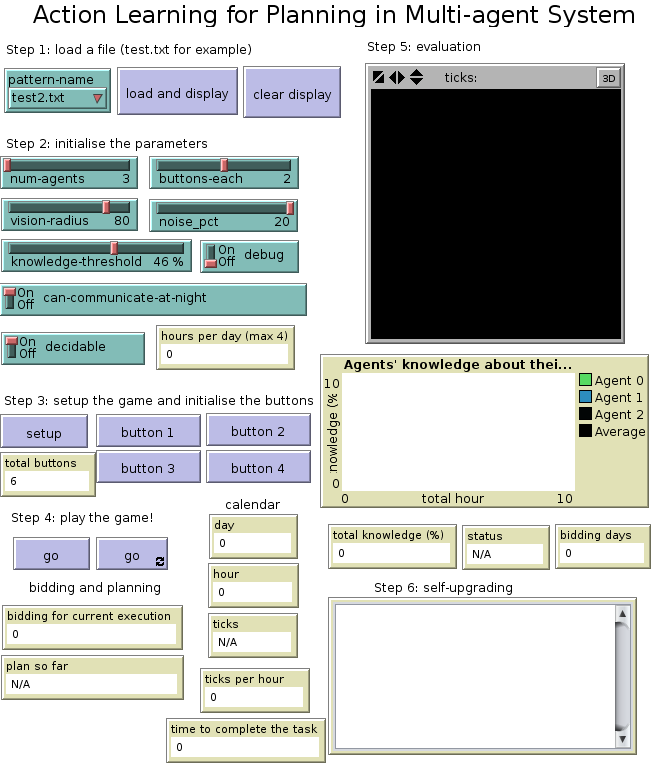 Action Learning for Planning in Multi-agent System
Step 1: load a file (test.txt for example)
pattern-name
test2.txt
load and display
clear display
Step 2: initialise the parameters
num-agents 3
buttons-each 2
vision-radius 80
noise_pct 20
knowledge-threshold 46 %
On
Off
debug
On
Off
can-communicate-at-night
On
Off
decidable
hours per day (max 4)
0
Step 3: setup the game and initialise the buttons
setup
button 1
button 2
total buttons
6
button 3
button 4
Step 4: play the game!
go
go
bidding and planning
bidding for current execution
0
plan so far
N/A
calendar
day
0
hour
0
ticks
N/A
ticks per hour
0
time to complete the task
0
Step 5: evaluation
ticks:
3D
Agents' knowledge about thei...
10
nowledge (%
0
0
total hour
10
Agent 0
Agent 1
Agent 2
Average
total knowledge (%)
0
status
N/A
bidding days
0
Step 6: self-upgrading